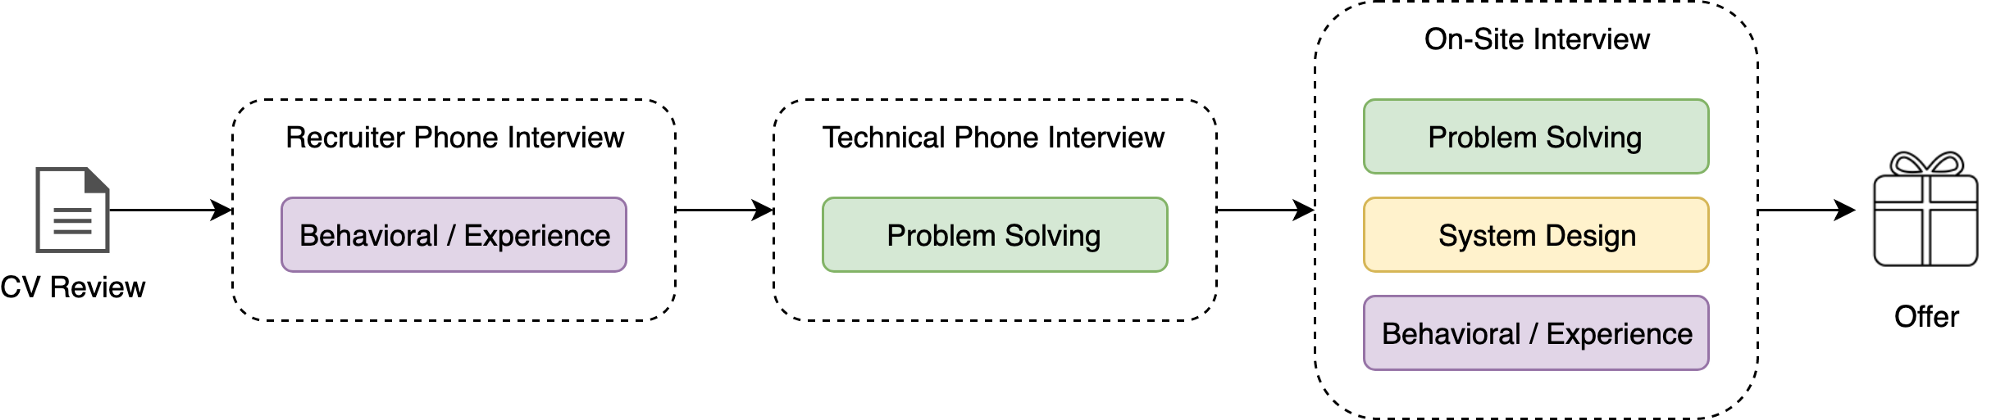 CV Review
Recruiter Phone Interview
Behavioral / Experience
Technical Phone Interview
Problem Solving
On-Site Interview
Problem Solving
System Design
Behavioral / Experience
Offer